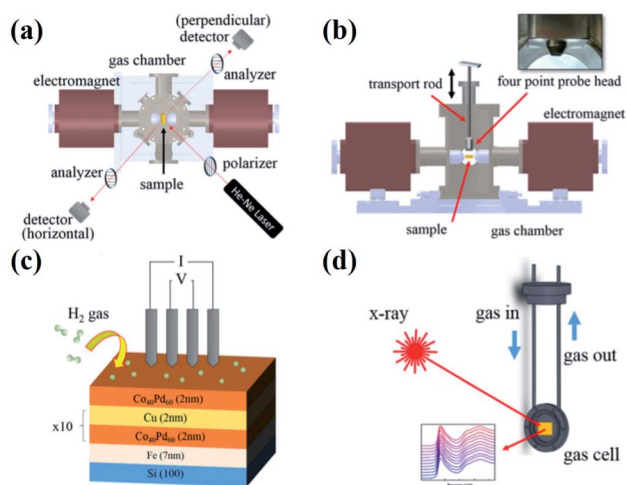 (a)
(perpendicular)
detector
gas chamber
electromagnet
analyzer
analyzer
polarizer
sample
detector
(horizontal)
He-Ne Laser
(b)
transport rod
four point probe head
electromagnet
sample
gas chamber
(c)
I
V
H₂ gas
Co₄₀Pd₆₀ (2nm)
Cu (2nm)
x10
Co₄₀Pd₆₀ (2nm)
Fe (7nm)
Si (100)
(d)
x-ray
gas in
gas out
gas cell